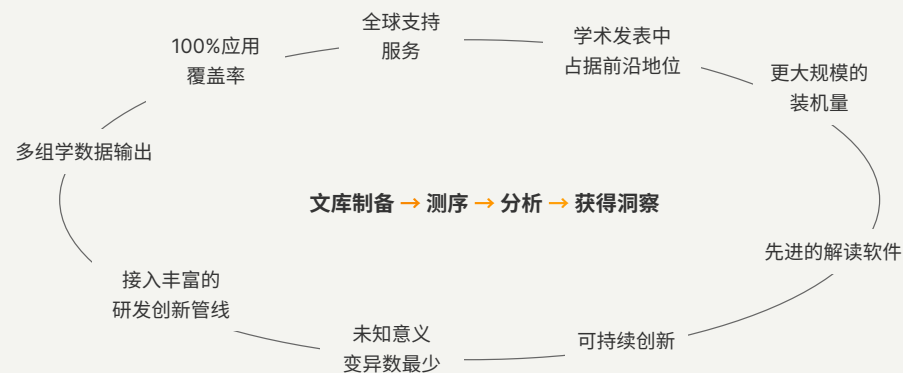 全球支持
服务
100%应用
覆盖率
学术发表中
占据前沿地位
更大规模的
装机量
多组学数据输出
文库制备 → 测序 → 分析 → 获得洞察
先进的解读软件
接入丰富的
研发创新管线
未知意义
变异数最少
可持续创新